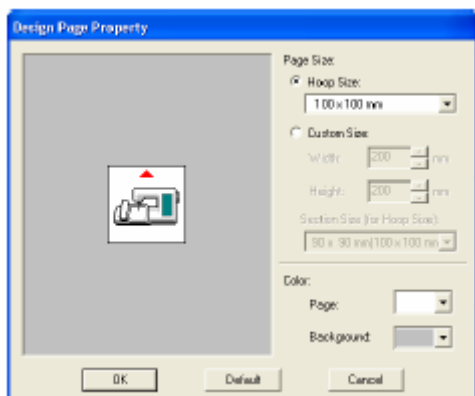 Design Page Property
Page Size:
Hoop Size:
100 x 100 mm
Custom Size:
Width: 200 mm
Height: 200 mm
Section Size (for Hoop Size):
90 x 90 mm(100 x 100 mm
Color:
Page:
Background:
OK Default Cancel